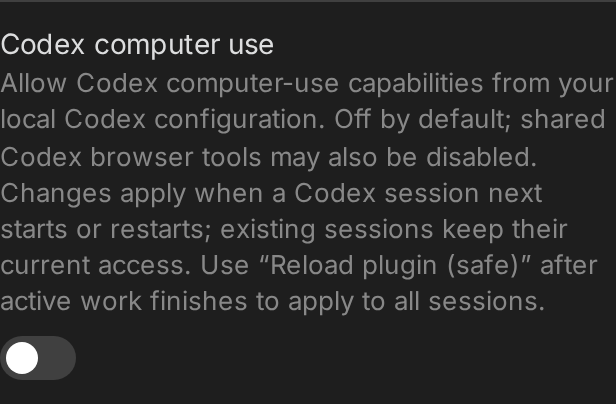 Codex computer use
Allow Codex computer-use capabilities from your
local Codex configuration. Off by default; shared
Codex browser tools may also be disabled.
Changes apply when a Codex session next
starts or restarts; existing sessions keep their
current access. Use “Reload plugin (safe)” after
active work finishes to apply to all sessions.